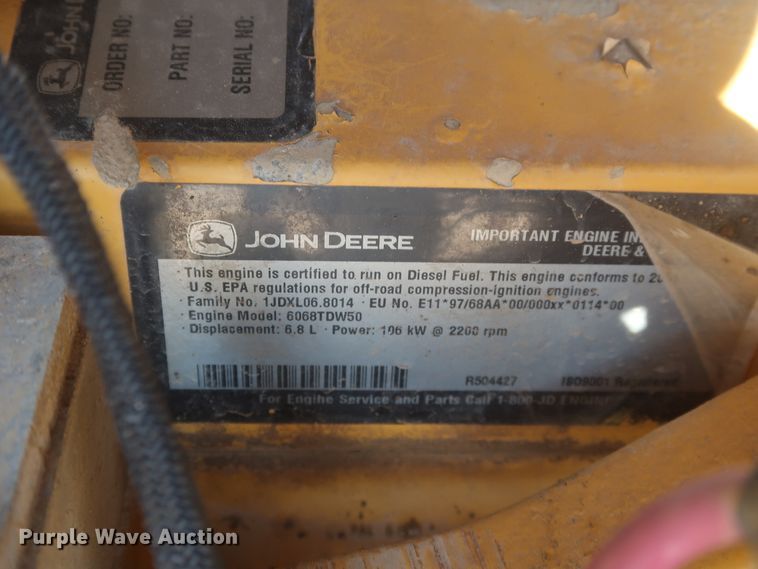 JOHN
ORDER NO:
PART NO:
SERIAL NO:
JOHN DEERE
IMPORTANT ENGINE IN
DEERE &
· This engine is certified to run on Diesel Fuel. This engine conforms to 20
U.S. EPA regulations for off-road compression-ignition engines.
· Family No. 1JDXL06.8014 · EU No. E11*97/68AA*00/000xx*0114*00
· Engine Model: 6068TDW50
· Displacement: 6.8 L · Power: 106 kW @ 2200 rpm
R504427 ISO9001 Registered
For Engine Service and Parts Call 1-800-JD ENGINE
Purple Wave Auction